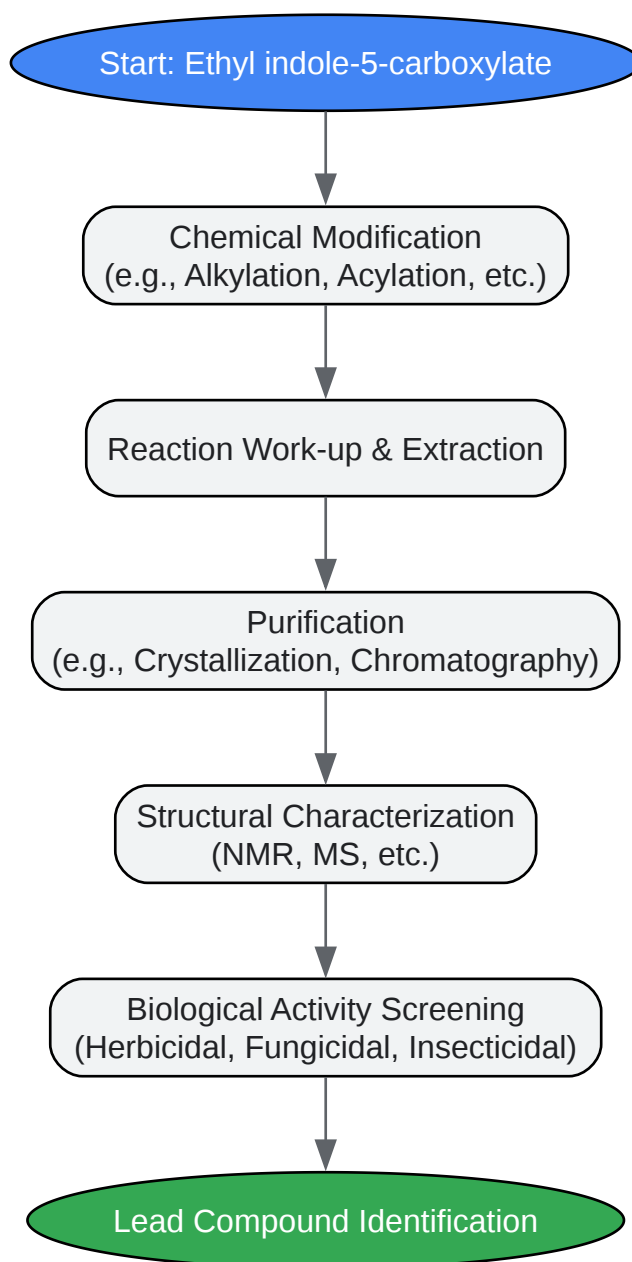 Start: Ethyl indole-5-carboxylate
Chemical Modification
(e.g., Alkylation, Acylation, etc.)
Reaction Work-up & Extraction
Purification
(e.g., Crystallization, Chromatography)
Structural Characterization
(NMR, MS, etc.)
Biological Activity Screening
(Herbicidal, Fungicidal, Insecticidal)
Lead Compound Identification